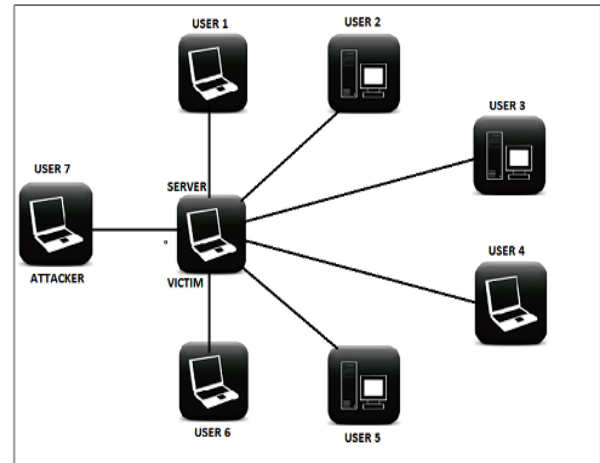 USER 1
USER 2
USER 3
USER 7
SERVER
USER 4
ATTACKER
VICTIM
USER 6
USER 5